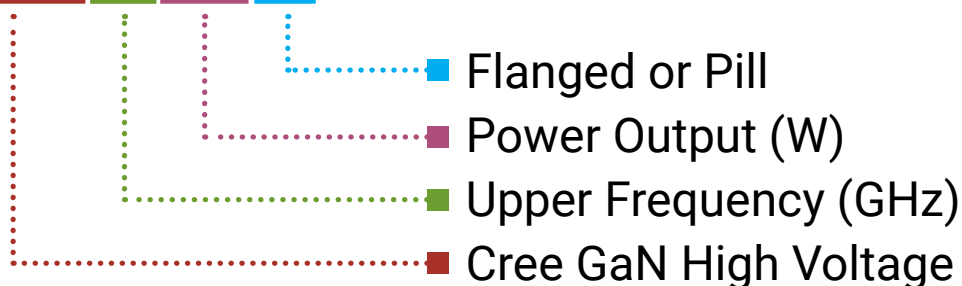 Flanged or Pill
Power Output (W)
Upper Frequency (GHz)
Cree GaN High Voltage